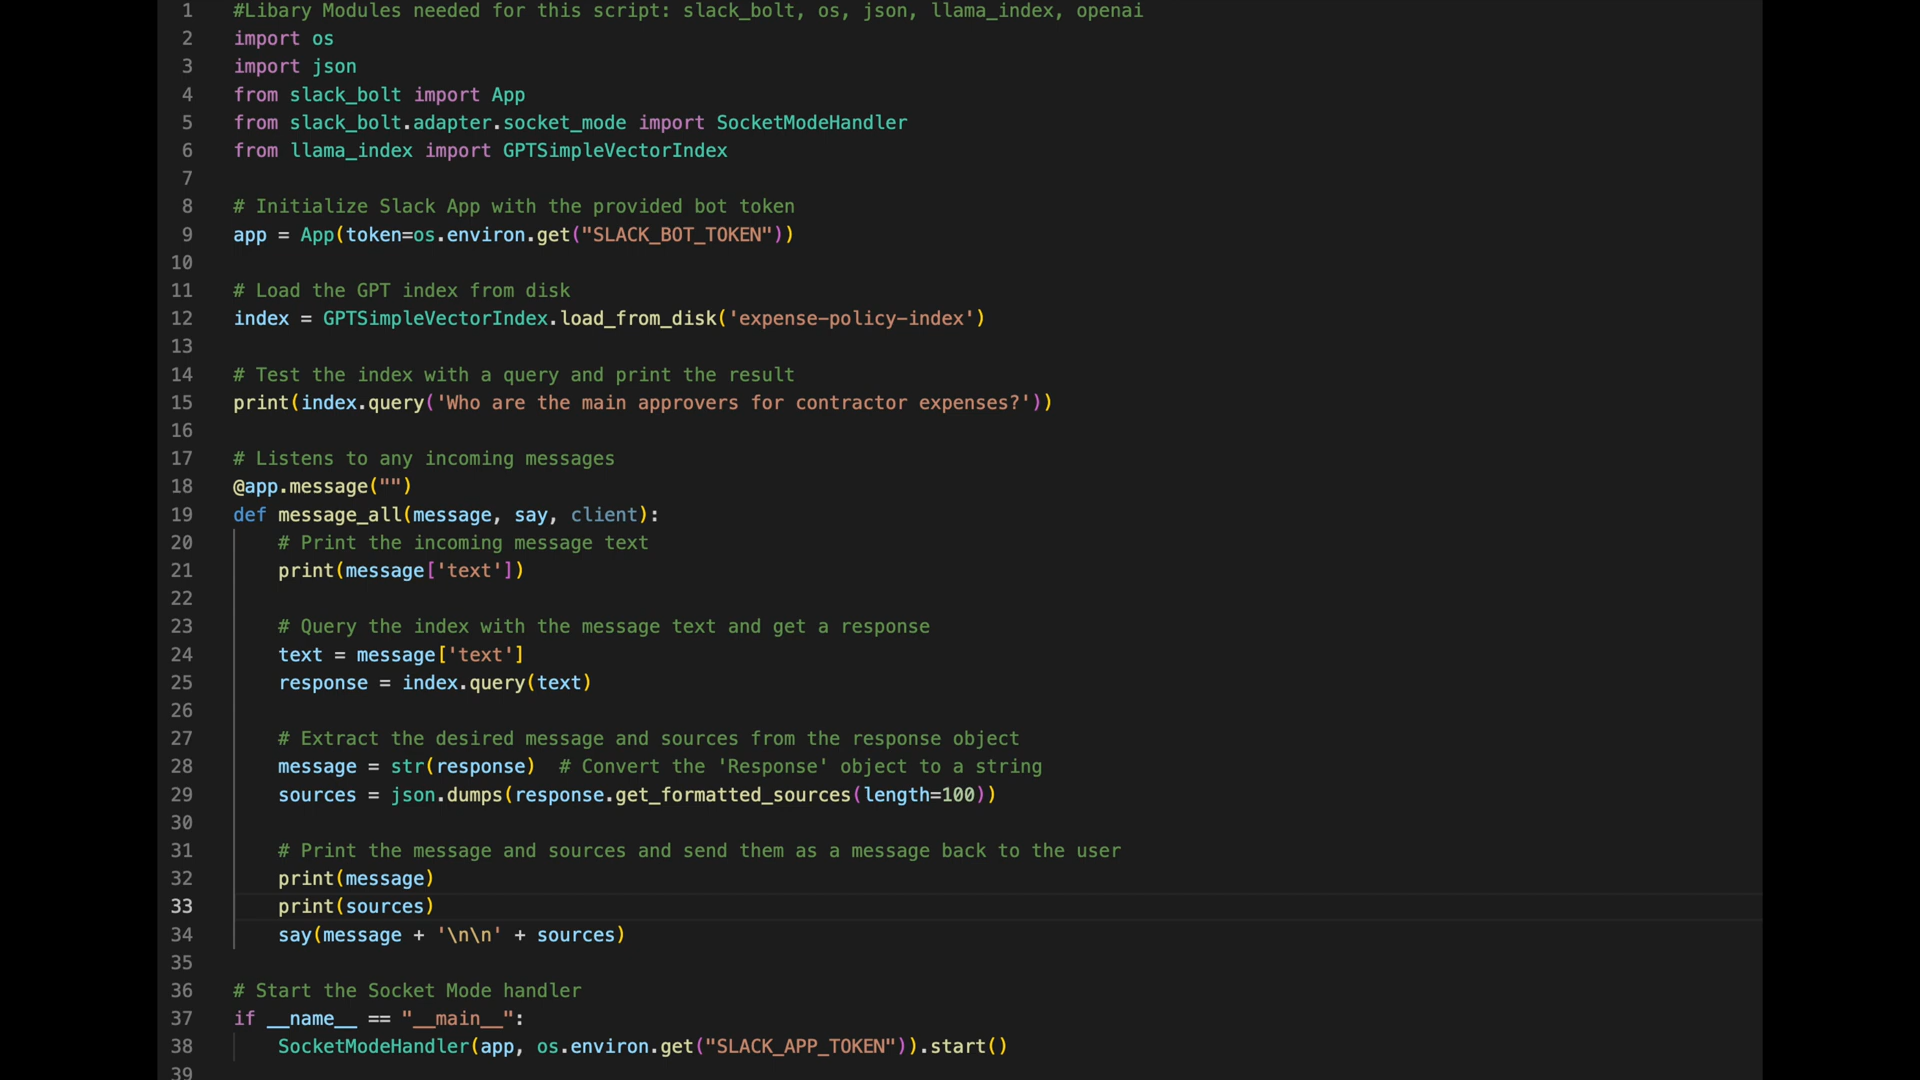 1 #Libary Modules needed for this script: slack_bolt, os, json, llama_index, openai
2 import os
3 import json
4 from slack_bolt import App
5 from slack_bolt.adapter.socket_mode import SocketModeHandler
6 from llama_index import GPTSimpleVectorIndex
7
8 # Initialize Slack App with the provided bot token
9 app = App(token=os.environ.get("SLACK_BOT_TOKEN"))
10
11 # Load the GPT index from disk
12 index = GPTSimpleVectorIndex.load_from_disk('expense-policy-index')
13
14 # Test the index with a query and print the result
15 print(index.query('Who are the main approvers for contractor expenses?'))
16
17 # Listens to any incoming messages
18 @app.message("")
19 def message_all(message, say, client):
20     # Print the incoming message text
21     print(message['text'])
22
23     # Query the index with the message text and get a response
24     text = message['text']
25     response = index.query(text)
26
27     # Extract the desired message and sources from the response object
28     message = str(response)  # Convert the 'Response' object to a string
29     sources = json.dumps(response.get_formatted_sources(length=100))
30
31     # Print the message and sources and send them as a message back to the user
32     print(message)
33     print(sources)
34     say(message + '\n\n' + sources)
35
36 # Start the Socket Mode handler
37 if __name__ == "__main__":
38     SocketModeHandler(app, os.environ.get("SLACK_APP_TOKEN")).start()
39